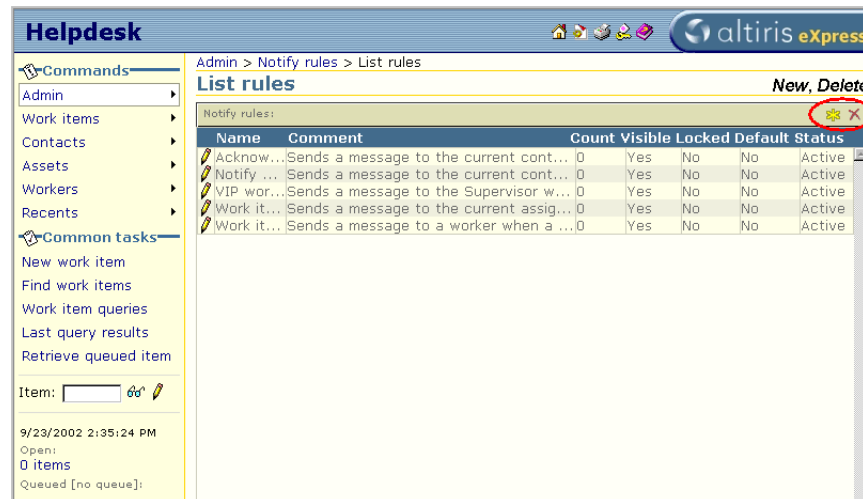 Helpdesk
altiris eXpress
Commands
Admin
Work items
Contacts
Assets
Workers
Recents
Common tasks
New work item
Find work items
Work item queries
Last query results
Retrieve queued item
Item:
9/23/2002 2:35:24 PM
Open:
0 items
Queued [no queue]:
Admin > Notify rules > List rules
List rules
New, Delete
Notify rules:
Name Comment Count Visible Locked Default Status
Acknow... Sends a message to the current cont... 0 Yes No No Active
Notify ... Sends a message to the current cont... 0 Yes No No Active
VIP wor... Sends a message to the Supervisor w... 0 Yes No No Active
Work it... Sends a message to the current assig... 0 Yes No No Active
Work it... Sends a message to a worker when a ... 0 Yes No No Active